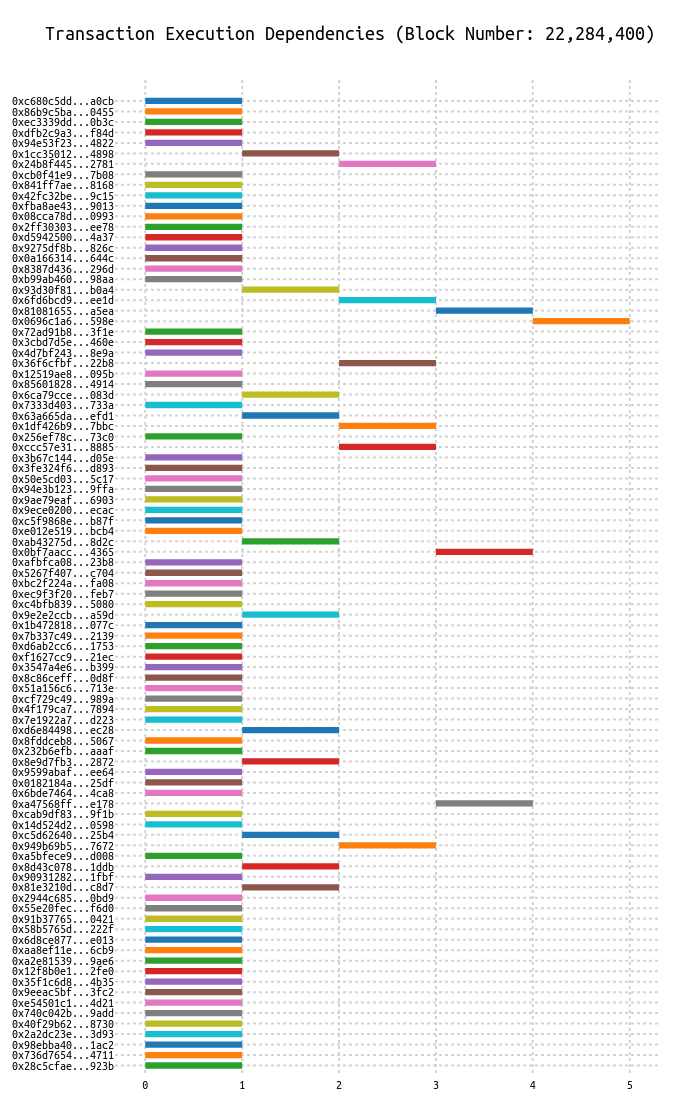 Transaction Execution Dependencies (Block Number: 22,284,400)
0xc680c5dd...a0cb
0x86b9c5ba...0455
0xec3339dd...0b3c
0xdfb2c9a3...f84d
0x94e53f23...4822
0x1cc35012...4898
0x24b8f445...2781
0xcb0f41e9...7b08
0x841ff7ae...8168
0x42fc32be...9c15
0xfba8ae43...9013
0x08cca78d...0993
0x2ff30303...ee78
0xd5942500...4a37
0x9275df8b...826c
0x0a166314...644c
0x8387d436...296d
0xb99ab460...98aa
0x93d30f81...b0a4
0x6fd6bcd9...ee1d
0x81081655...a5ea
0x0696c1a6...598e
0x72ad91b8...3f1e
0x3cbd7d5e...460e
0x4d7bf243...8e9a
0x36f6cfbf...22b8
0x12519ae8...095b
0x85601828...4914
0x6ca79cce...083d
0x7333d403...733a
0x63a665da...efd1
0x1df426b9...7bbc
0x256ef78c...73c0
0xccc57e31...8885
0x3b67c144...d05e
0x3fe324f6...d893
0x50e5cd03...5c17
0x94e3b123...9ffa
0x9ae79eaf...6903
0x9ece0200...ecac
0xc5f9868e...b87f
0xe012e519...bcb4
0xab43275d...8d2c
0x0bf7aacc...4365
0xafbfca08...23b8
0x5267f407...c704
0xbc2f224a...fa08
0xec9f3f20...feb7
0xc4bfb839...5080
0x9e2e2ccb...a59d
0x1b472818...077c
0x7b337c49...2139
0xd6ab2cc6...1753
0xf1627cc9...21ec
0x3547a4e6...b399
0x8c86ceff...0d8f
0x51a156c6...713e
0xcf729c49...989a
0x4f179ca7...7894
0x7e1922a7...d223
0xd6e84498...ec28
0x8fddceb8...5067
0x232b6efb...aaaf
0x8e9d7fb3...2872
0x9599abaf...ee64
0x0182184a...25df
0x6bde7464...4ca8
0xa47568ff...e178
0xcab9df83...9f1b
0x14d524d2...0598
0xc5d62640...25b4
0x949b69b5...7672
0xa5bfece9...d008
0x8d43c078...1ddb
0x90931282...1fbf
0x81e3210d...c8d7
0x2944c685...0bd9
0x55e20fec...f6d0
0x91b37765...0421
0x58b5765d...222f
0x6d8ce877...e013
0xaa8ef11e...6cb9
0xa2e81539...9ae6
0x12f8b0e1...2fe0
0x35f1c6d8...4b35
0x9eeac5bf...3fc2
0xe54501c1...4d21
0x740c042b...9add
0x40f29b62...8730
0x2a2dc23e...3d93
0x98ebba40...1ac2
0x736d7654...4711
0x28c5cfae...923b
0 1 2 3 4 5